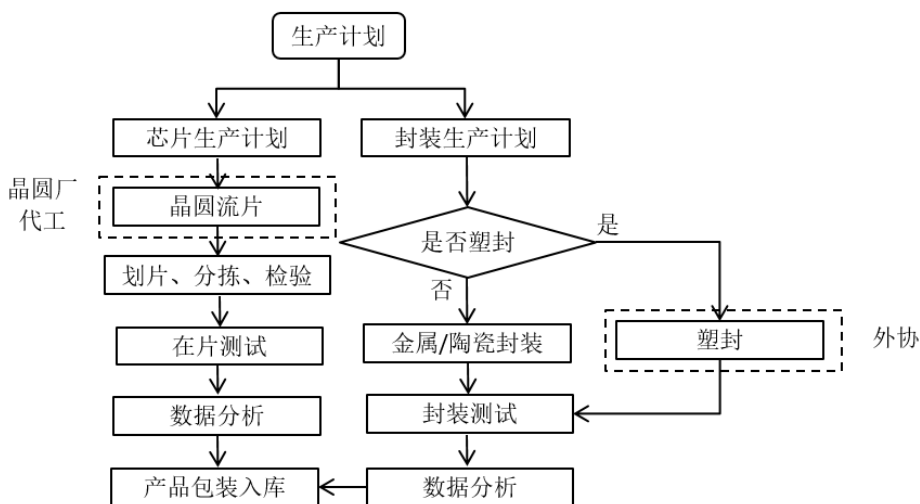 生产计划
芯片生产计划
封装生产计划
晶圆厂
代工
晶圆流片
是否塑封
是
划片、分拣、检验
否
在片测试
金属/陶瓷封装
塑封
外协
数据分析
封装测试
产品包装入库
数据分析